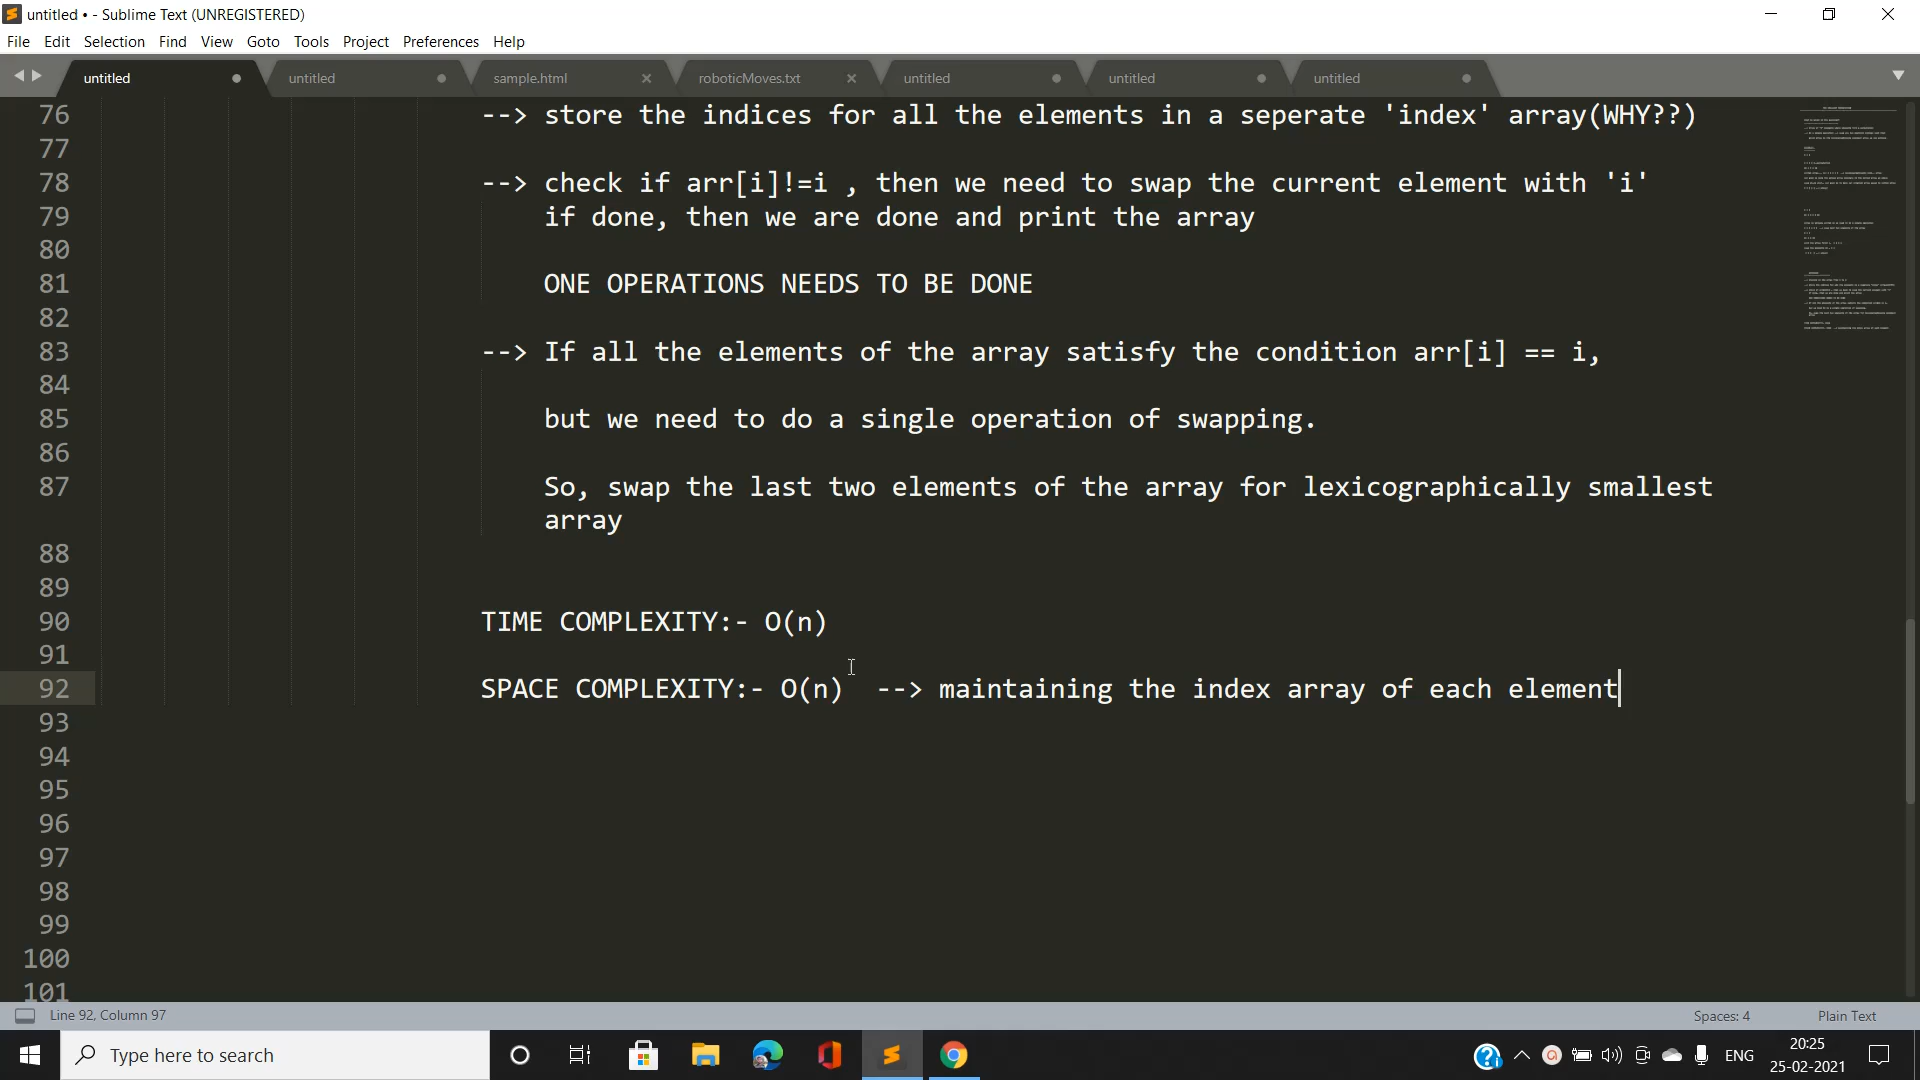 untitled • - Sublime Text (UNREGISTERED)
File Edit Selection Find View Goto Tools Project Preferences Help
untitled untitled sample.html roboticMoves.txt untitled untitled untitled
76 --> store the indices for all the elements in a seperate 'index' array(WHY??)
77
78 --> check if arr[i]!=i , then we need to swap the current element with 'i'
79 if done, then we are done and print the array
80
81 ONE OPERATIONS NEEDS TO BE DONE
82
83 --> If all the elements of the array satisfy the condition arr[i] == i,
84
85 but we need to do a single operation of swapping.
86
87 So, swap the last two elements of the array for lexicographically smallest
array
88
89
90 TIME COMPLEXITY:- O(n)
91
92 SPACE COMPLEXITY:- O(n) --> maintaining the index array of each element
93
94
95
96
97
98
99
100
101
Line 92, Column 97 Spaces: 4 Plain Text
Type here to search ENG 20:25
25-02-2021